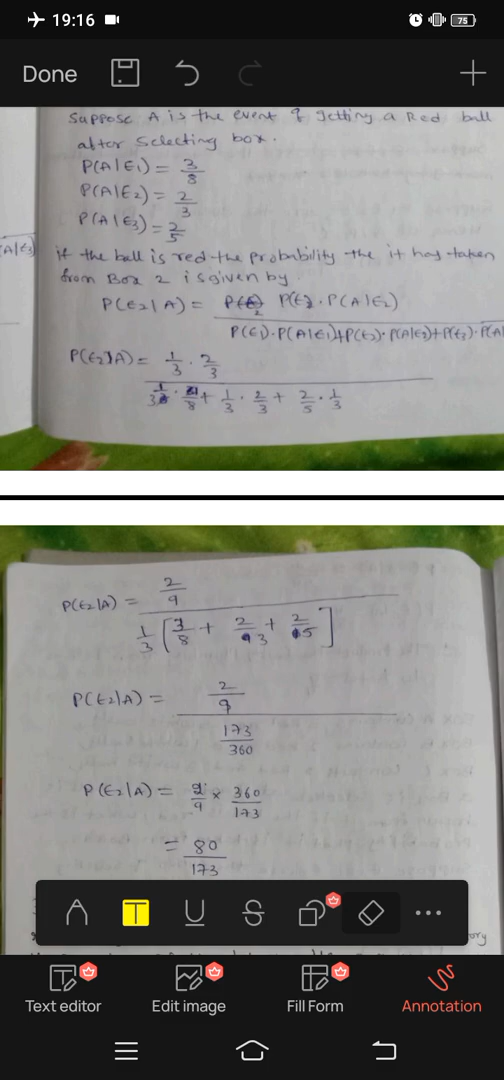 19:16
75
Done
Suppose A is the event of getting a Red ball
after selecting box.
P(A|E1) = 3/8
P(A|E2) = 2/3
P(A|E3) = 2/5
A|E3)
if the ball is red the probability the it has taken
from Box 2 is given by
P(E2|A) = P(E2) · P(A|E2)
P(E1)·P(A|E1)+P(E2)·P(A|E2)+P(E3)·P(A
P(E2|A) = 1/3 · 2/3
1/3 · 3/8 + 1/3 · 2/3 + 2/5 · 1/3
P(E2|A) = 2/9
1/3 [3/8 + 2/3 + 2/5]
P(E2|A) = 2/9
173/360
P(E2|A) = 2/9 × 360/173
= 80/173
T U S
ory
Text editor Edit image Fill Form Annotation